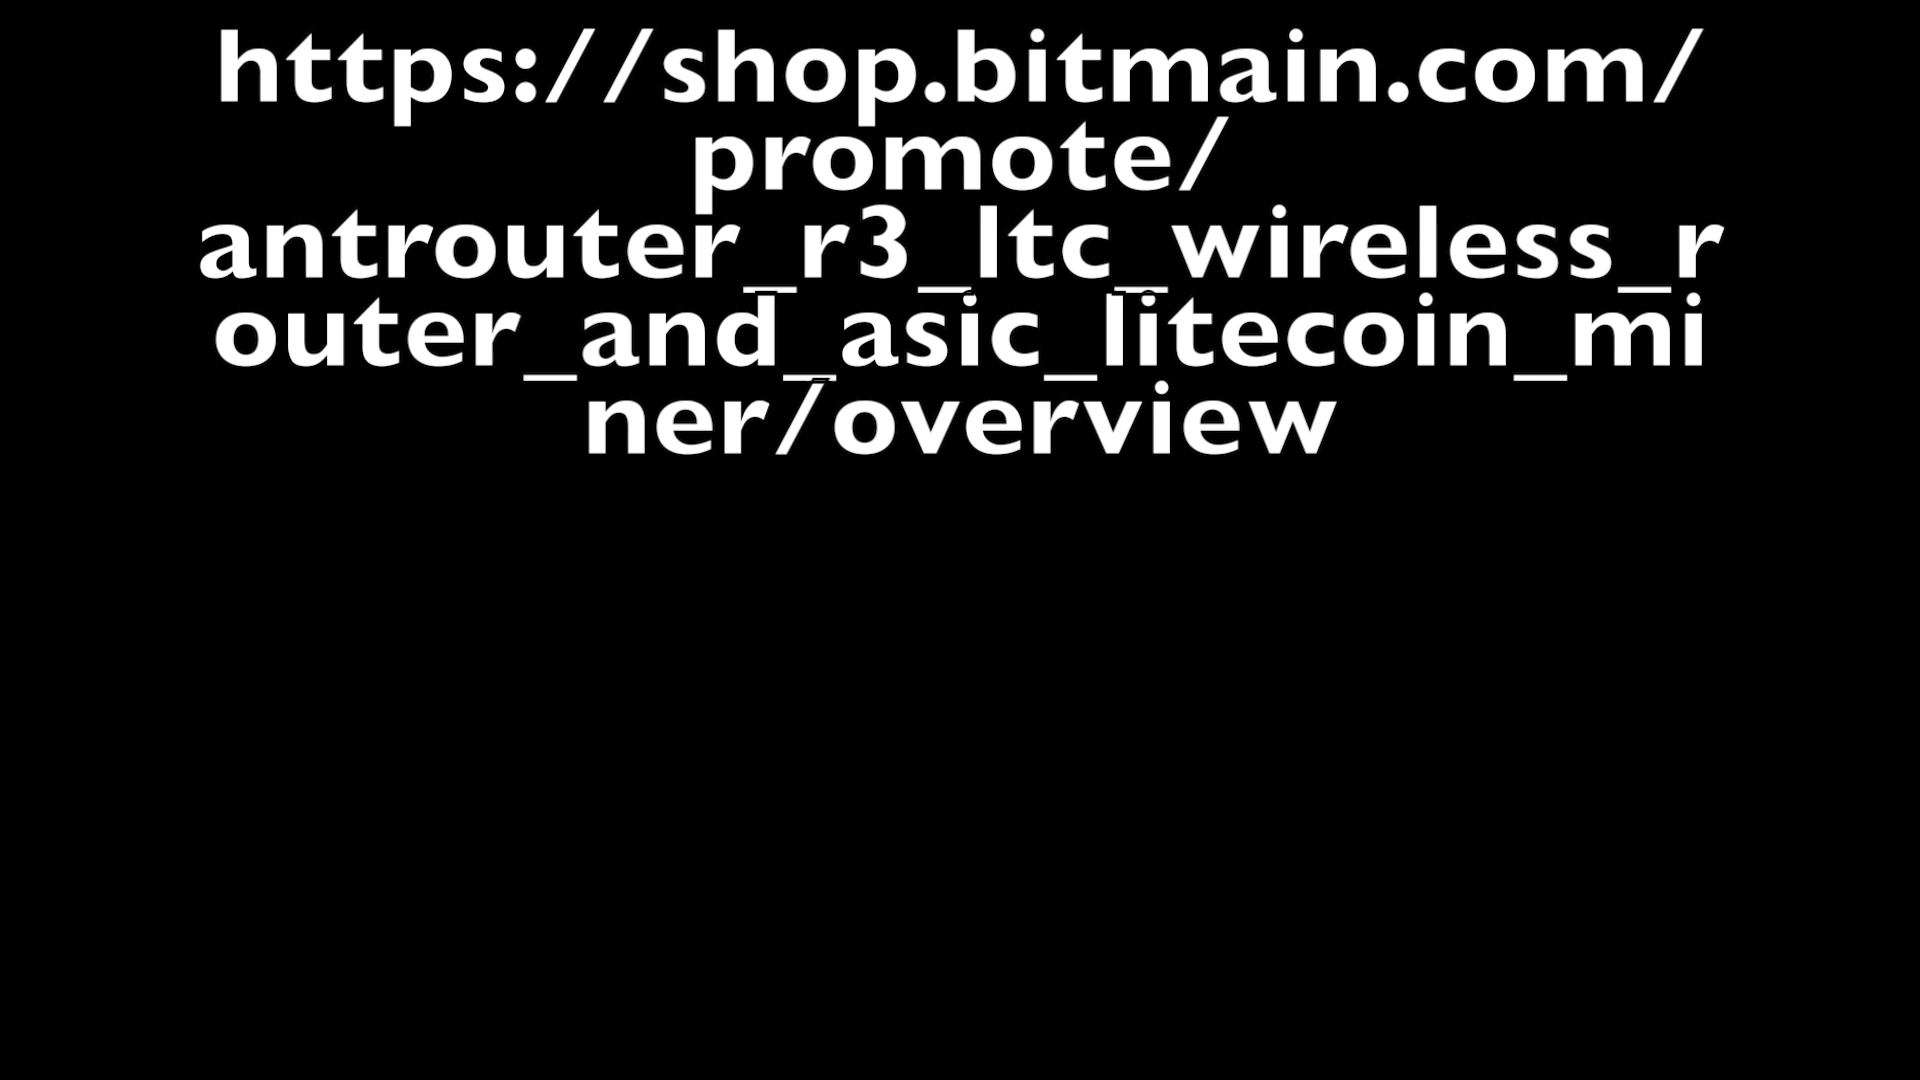 https://shop.bitmain.com/
promote/
antrouter_r3_ltc_wireless_r
outer_and_asic_litecoin_mi
ner/overview